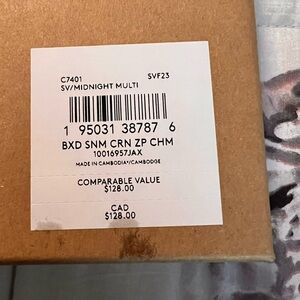 C7401 SVF23
SV/MIDNIGHT MULTI
1 95031 38787 6
BXD SNM CRN ZP CHM
10016957JAX
MADE IN CAMBODIA*/CAMBODGE
COMPARABLE VALUE
$128.00
CAD
$128.00